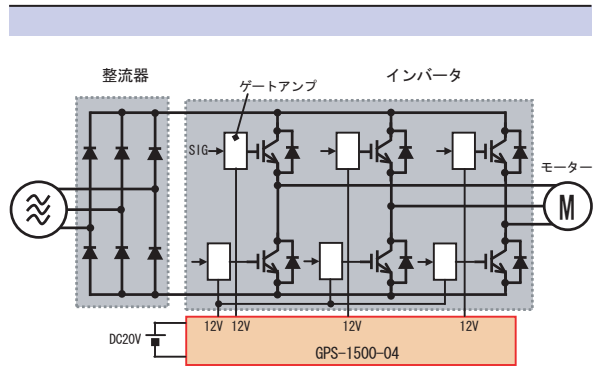 整流器
インバータ
ゲートアンプ
SIG
モーター
M
12V 12V
12V
12V
DC20V
GPS-1500-04